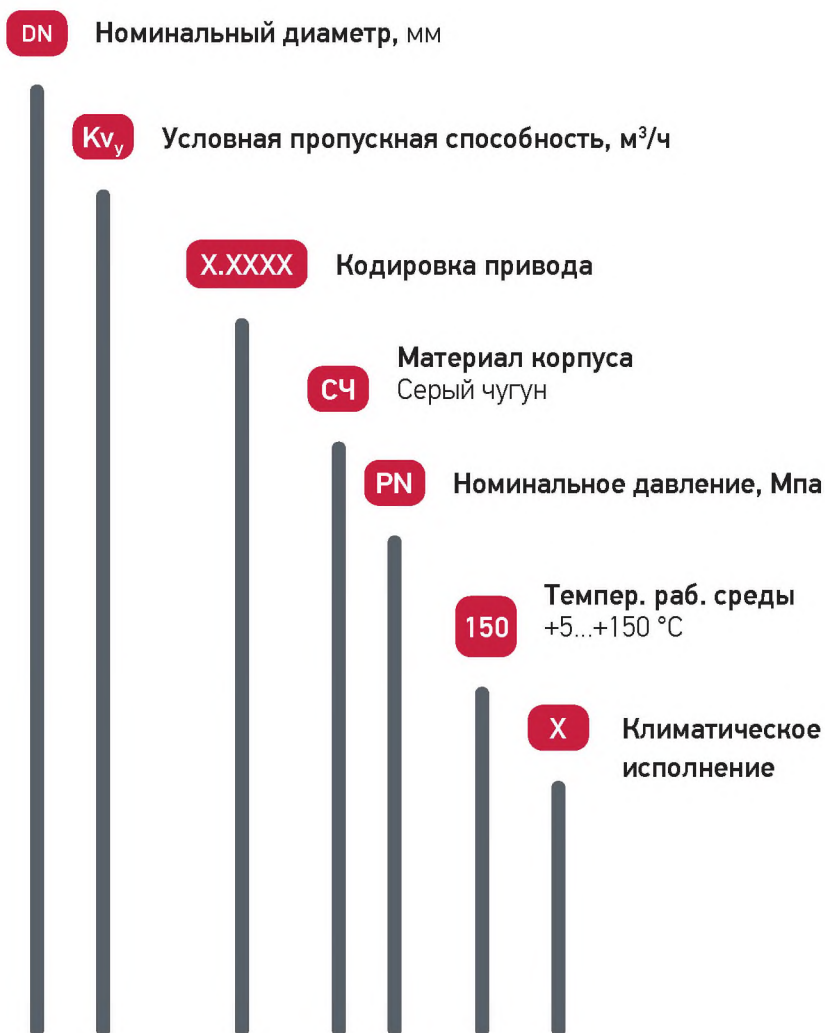 DN Номинальный диаметр, мм
Kvу Условная пропускная способность, м³/ч
X.XXXX Кодировка привода
Материал корпуса
СЧ Серый чугун
PN Номинальное давление, Мпа
Темпер. раб. среды
150 +5...+150 °C
X Климатическое
исполнение